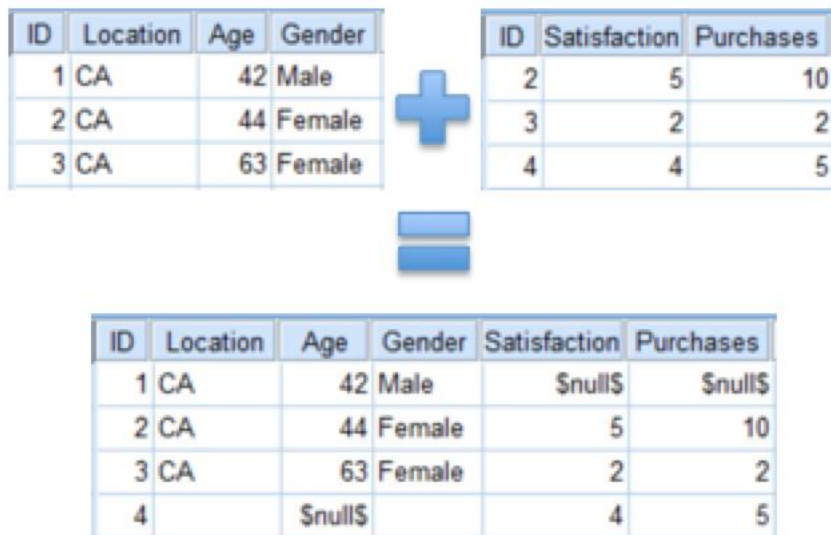 ID Location Age Gender
1 CA 42 Male
2 CA 44 Female
3 CA 63 Female
ID Satisfaction Purchases
2 5 10
3 2 2
4 4 5
ID Location Age Gender Satisfaction Purchases
1 CA 42 Male $null$ $null$
2 CA 44 Female 5 10
3 CA 63 Female 2 2
4 $null$ 4 5